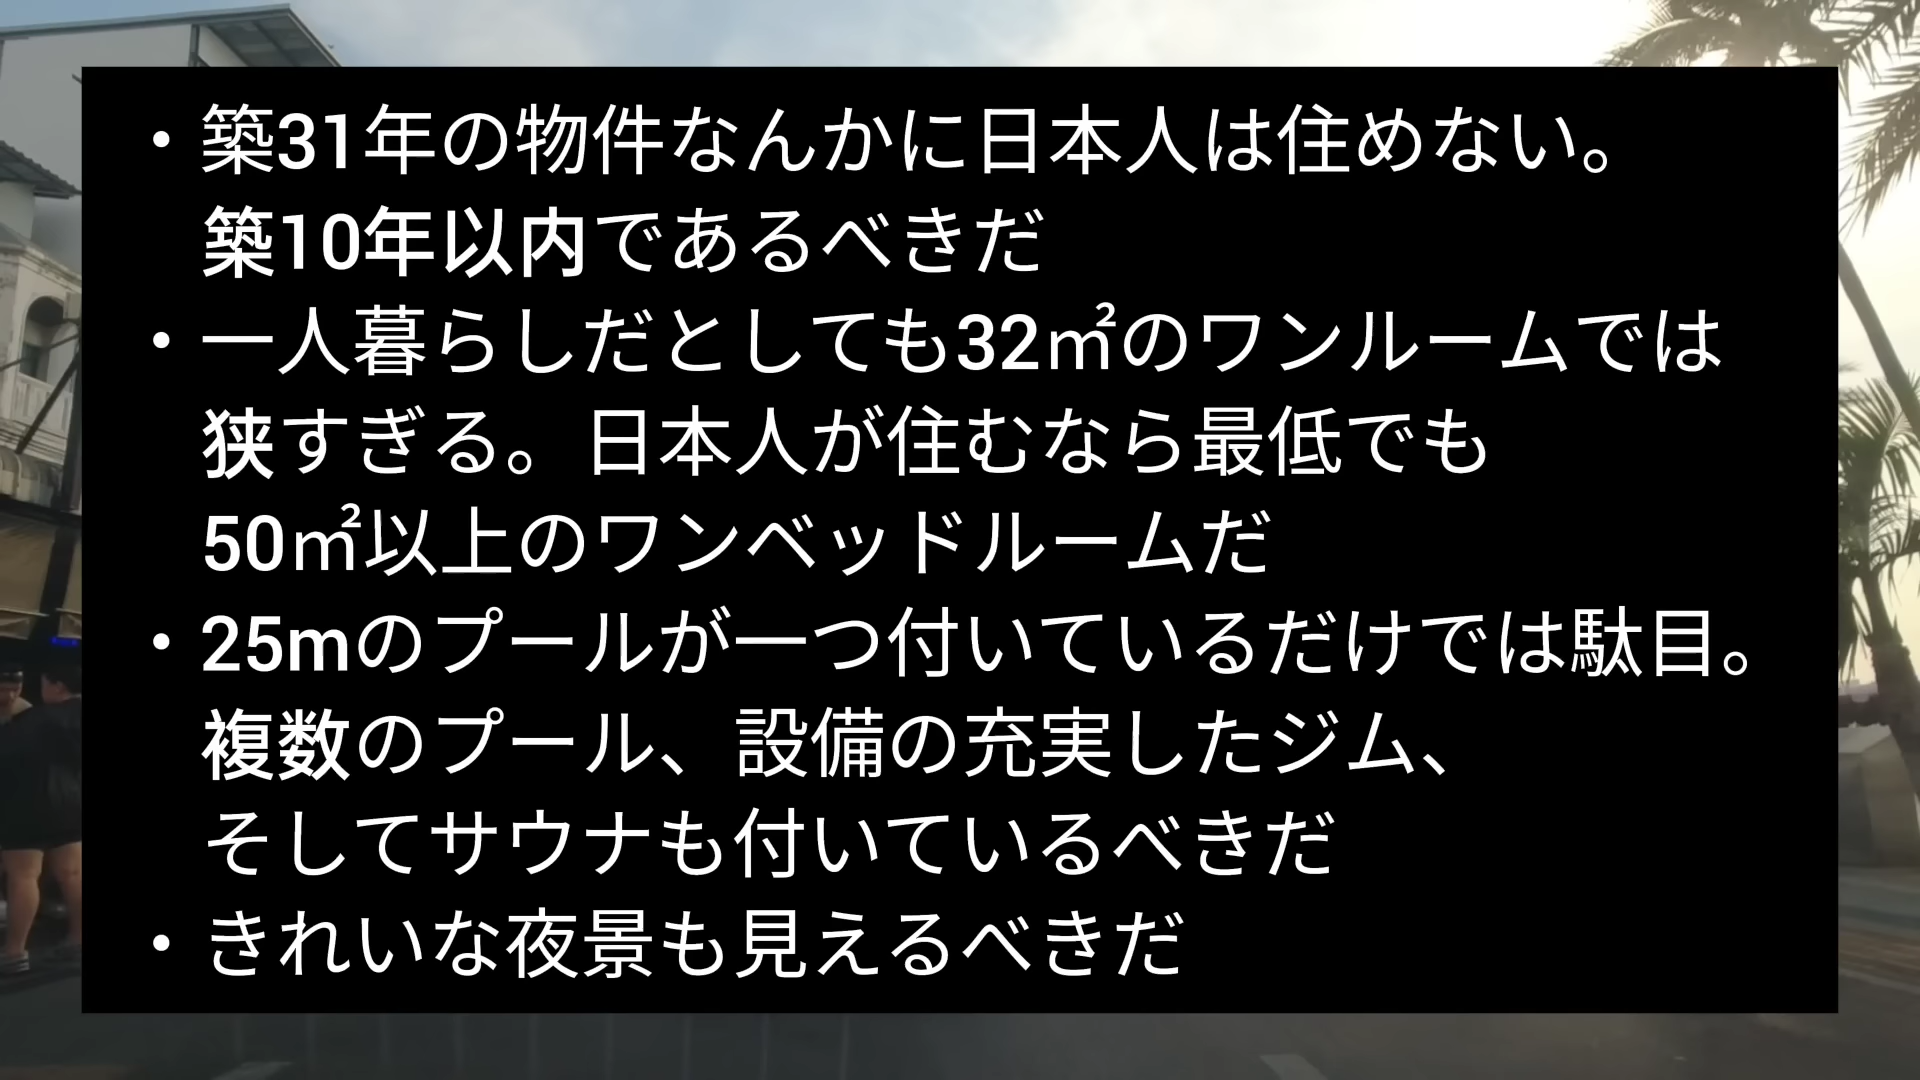 ・築31年の物件なんかに日本人は住めない。
築10年以内であるべきだ
・一人暮らしだとしても32㎡のワンルームでは
狭すぎる。日本人が住むなら最低でも
50㎡以上のワンベッドルームだ
・25mのプールが一つ付いているだけでは駄目。
複数のプール、設備の充実したジム、
そしてサウナも付いているべきだ
・きれいな夜景も見えるべきだ